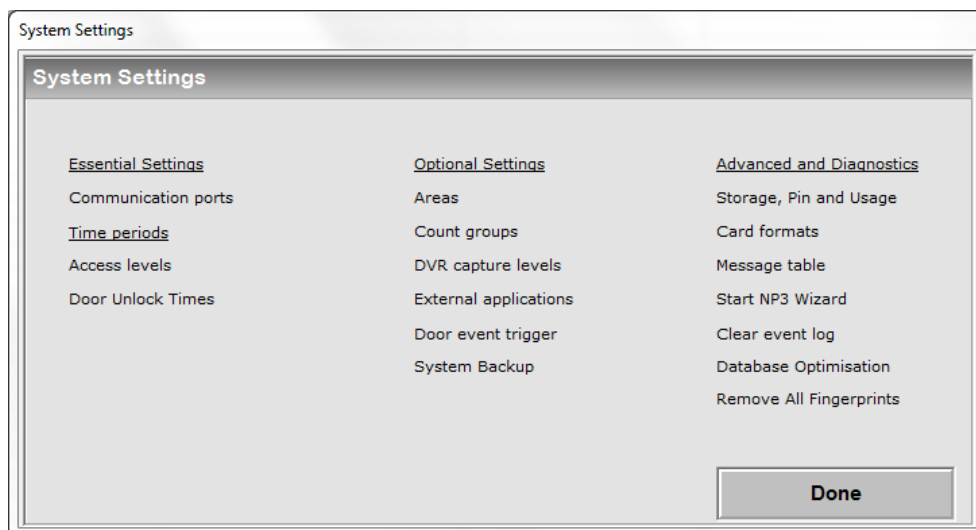 System Settings
System Settings
Essential Settings
Communication ports
Time periods
Access levels
Door Unlock Times
Optional Settings
Areas
Count groups
DVR capture levels
External applications
Door event trigger
System Backup
Advanced and Diagnostics
Storage, Pin and Usage
Card formats
Message table
Start NP3 Wizard
Clear event log
Database Optimisation
Remove All Fingerprints
Done